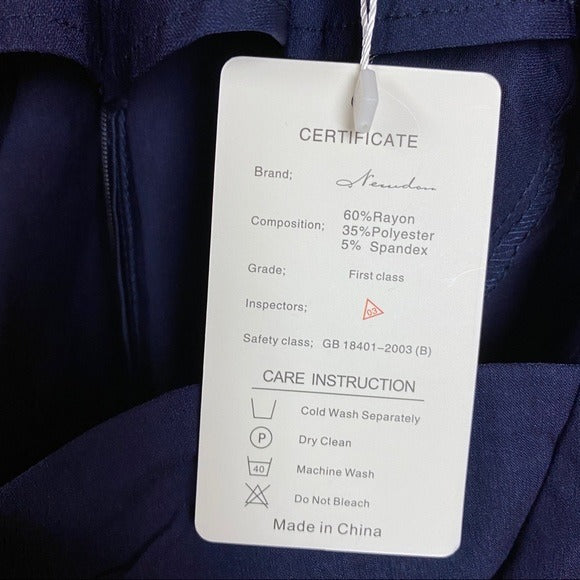 CERTIFICATE
Brand; Newdon
Composition; 60%Rayon
35%Polyester
5% Spandex
Grade; First class
Inspectors; 03
Safety class; GB 18401-2003 (B)
CARE INSTRUCTION
Cold Wash Separately
P Dry Clean
40 Machine Wash
Do Not Bleach
Made in China